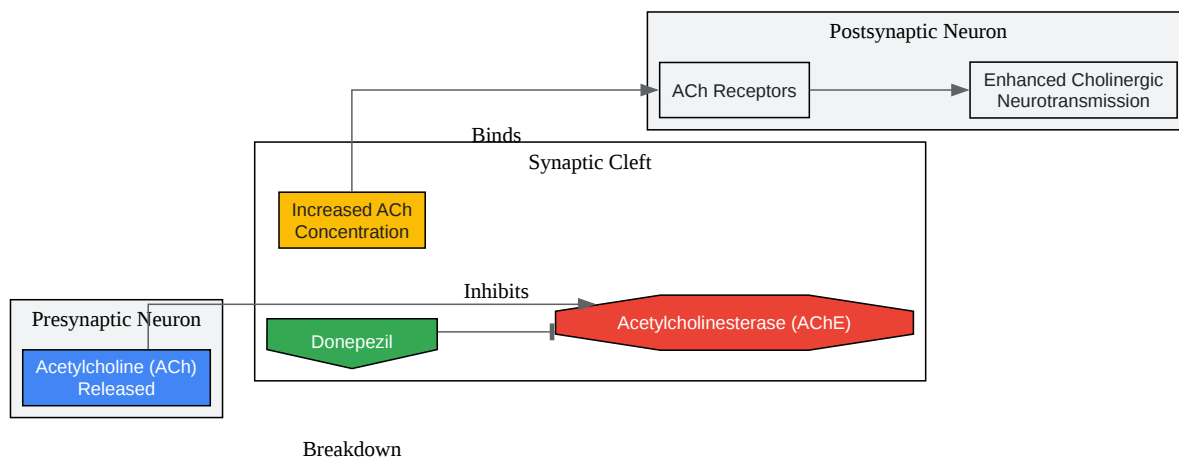 Postsynaptic Neuron
ACh Receptors
Enhanced Cholinergic
Neurotransmission
Binds
Synaptic Cleft
Increased ACh
Concentration
Inhibits
Presynaptic Neuron
Acetylcholinesterase (AChE)
Donepezil
Acetylcholine (ACh)
Released
Breakdown